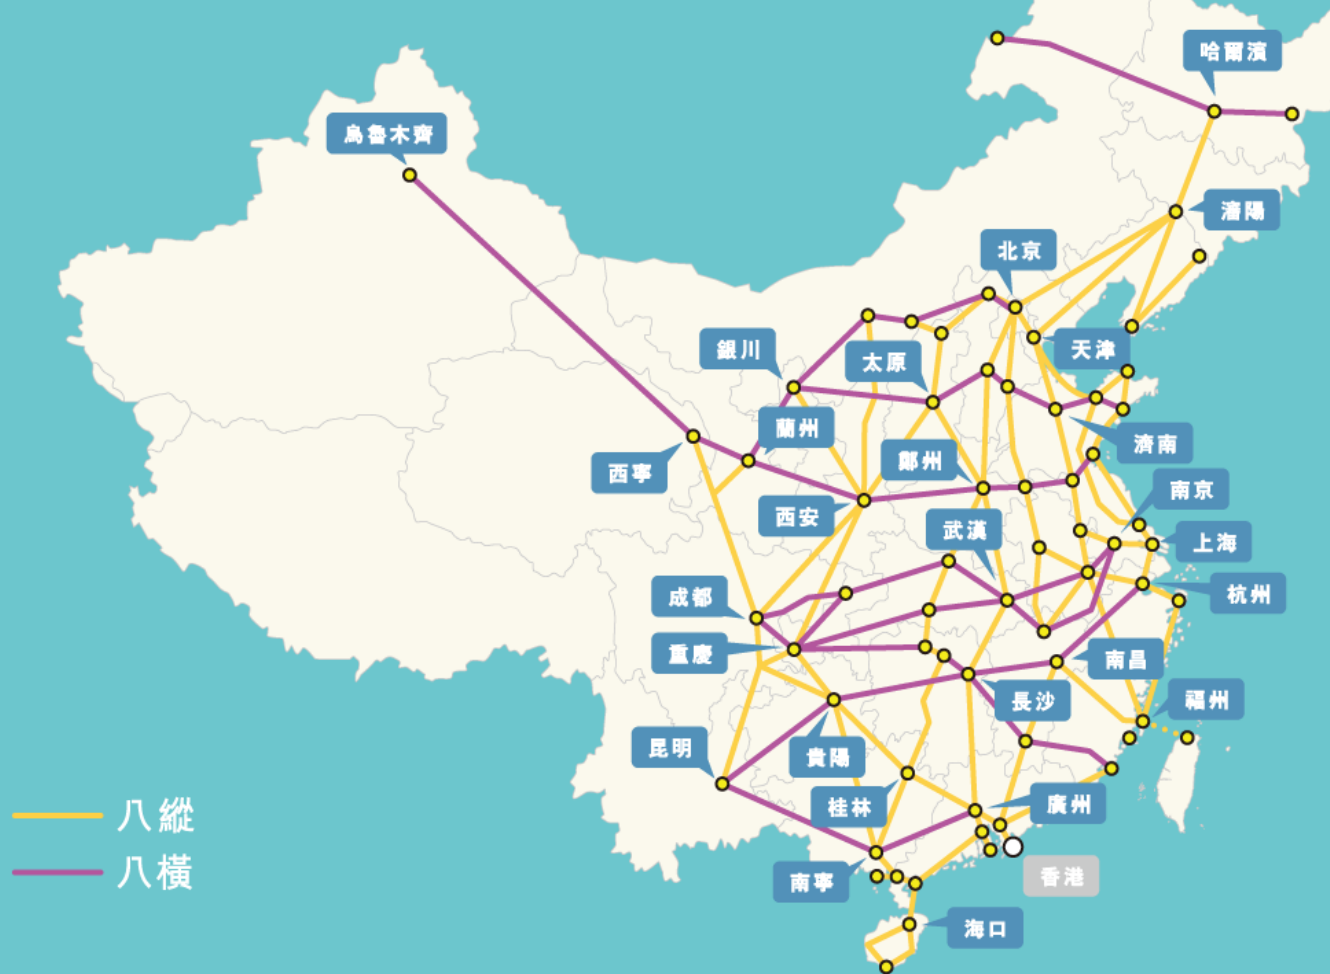 哈爾濱
烏魯木齊
瀋陽
北京
銀川
太原
天津
蘭州
濟南
西寧
鄭州
南京
西安
武漢
上海
成都
杭州
重慶
南昌
長沙
福州
昆明
貴陽
桂林
廣州
八縱
八橫
南寧
香港
海口